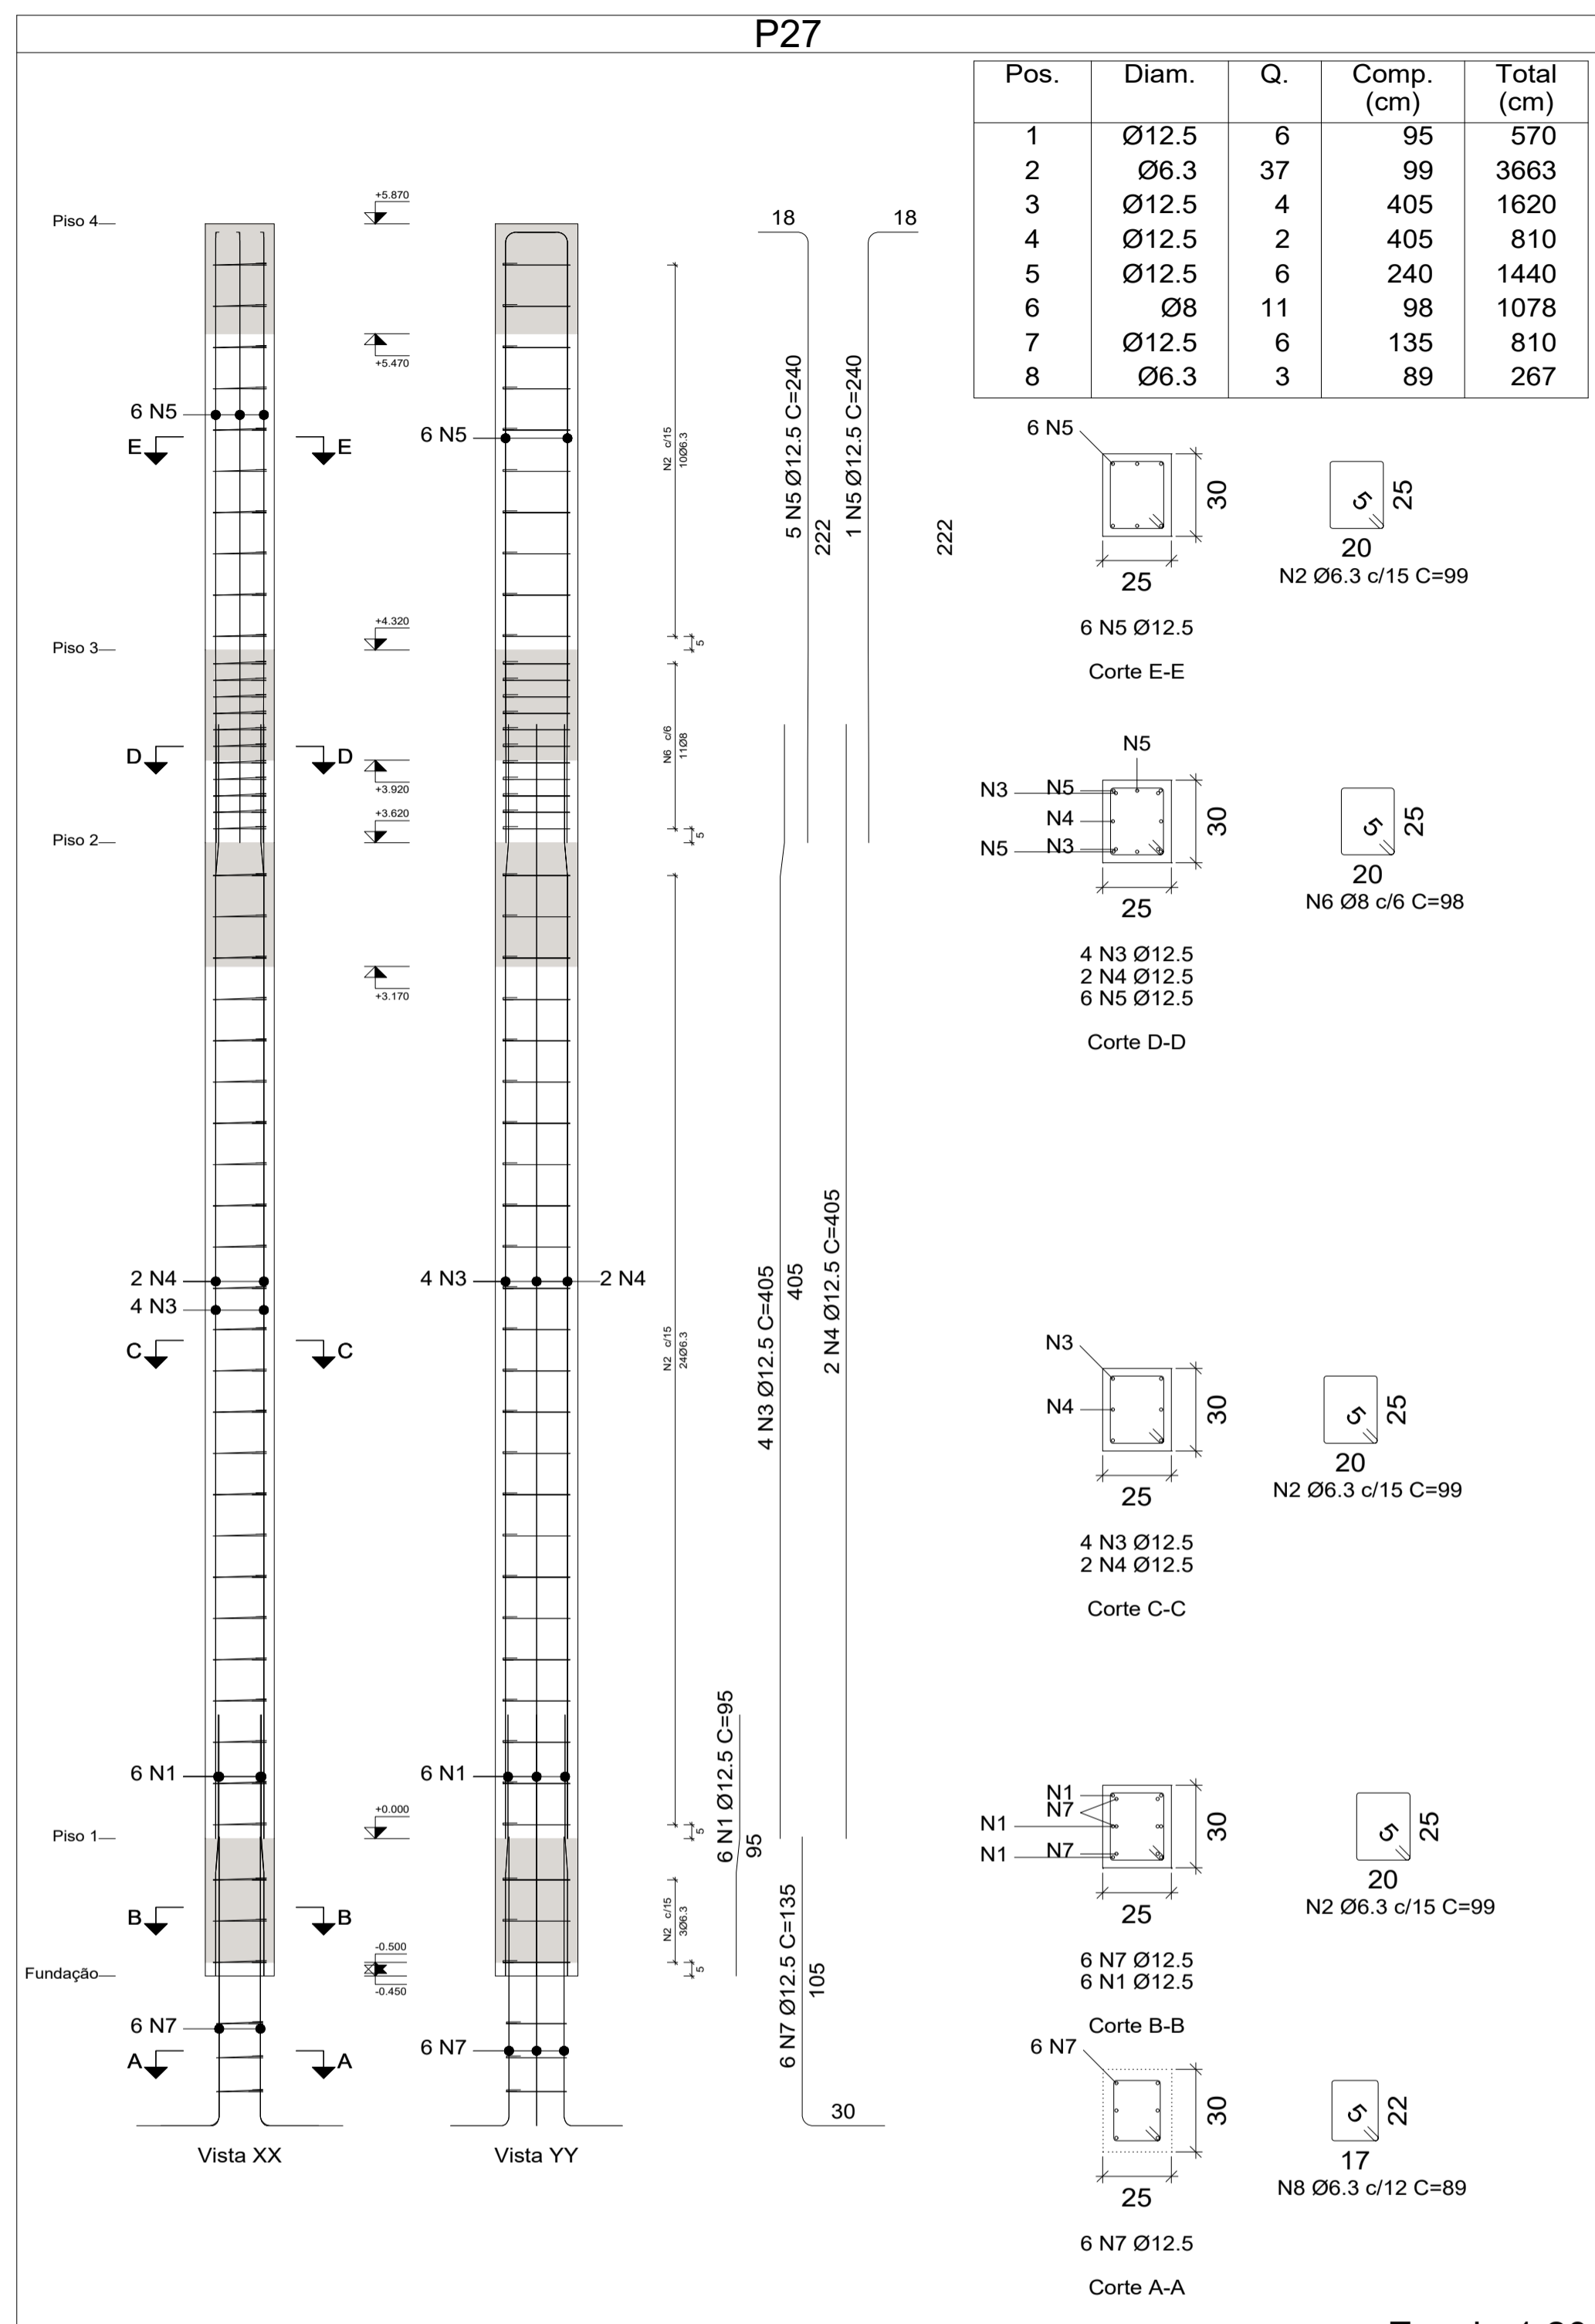 P27
Pos. Diam. Q. Comp. (cm) Total (cm)
1 Ø12.5 6 95 570
2 Ø6.3 37 99 3663
3 Ø12.5 4 405 1620
4 Ø12.5 2 405 810
5 Ø12.5 6 240 1440
6 Ø8 11 98 1078
7 Ø12.5 6 135 810
8 Ø6.3 3 89 267
Piso 4
+5.870
+5.470
6 N5
E E
6 N5
Piso 3
+4.320
D D
+3.920
+3.620
Piso 2
+3.170
2 N4
4 N3
4 N3
2 N4
C C
6 N1
6 N1
+0.000
Piso 1
B B
-0.500
Fundação
-0.450
6 N7
6 N7
A A
Vista XX
Vista YY
N2 c/15
10Ø6.3
5
N6 c/6
11Ø8
5
N2 c/15
24Ø6.3
5
N2 c/15
3Ø6.3
5
18
18
5 N5 Ø12.5 C=240
222
1 N5 Ø12.5 C=240
222
4 N3 Ø12.5 C=405
405
2 N4 Ø12.5 C=405
6 N1 Ø12.5 C=95
95
6 N7 Ø12.5 C=135
105
30
6 N5
30
25
6 N5 Ø12.5
Corte E-E
5
25
20
N2 Ø6.3 c/15 C=99
N5
N3 N5
N4
N5 N3
30
25
4 N3 Ø12.5
2 N4 Ø12.5
6 N5 Ø12.5
Corte D-D
5
25
20
N6 Ø8 c/6 C=98
N3
N4
30
25
4 N3 Ø12.5
2 N4 Ø12.5
Corte C-C
5
25
20
N2 Ø6.3 c/15 C=99
N1
N7
N1
N1 N7
30
25
6 N7 Ø12.5
6 N1 Ø12.5
Corte B-B
5
25
20
N2 Ø6.3 c/15 C=99
6 N7
30
25
6 N7 Ø12.5
Corte A-A
5
22
17
N8 Ø6.3 c/12 C=89